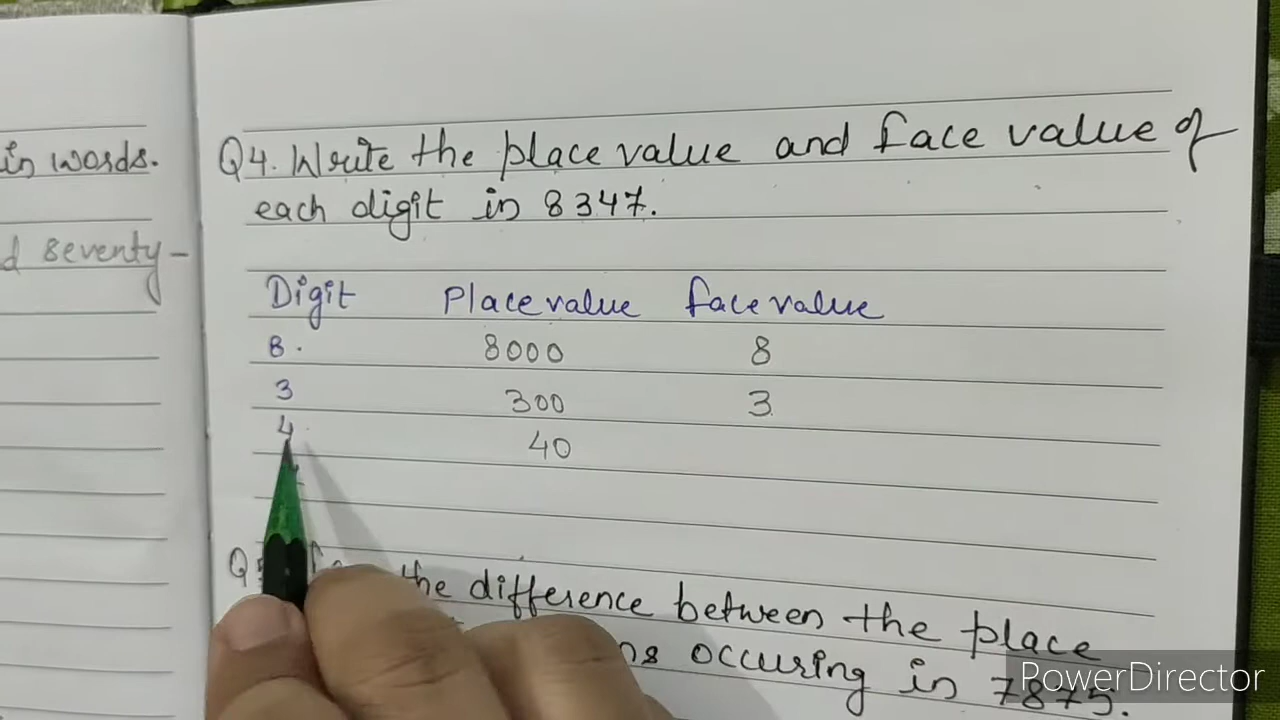 in words.
d seventy-
Q4. Write the place value and face value of
each digit in 8347.
Digit Place value face value
8. 8000 8
3 300 3
4 40
the difference between the place
occuring in 7875.
PowerDirector